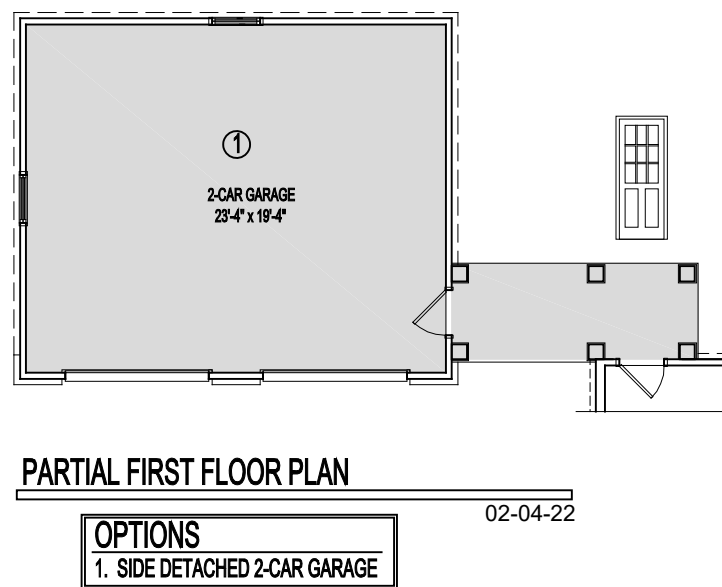 1
2-CAR GARAGE
23'-4" x 19'-4"
PARTIAL FIRST FLOOR PLAN
02-04-22
OPTIONS
1. SIDE DETACHED 2-CAR GARAGE